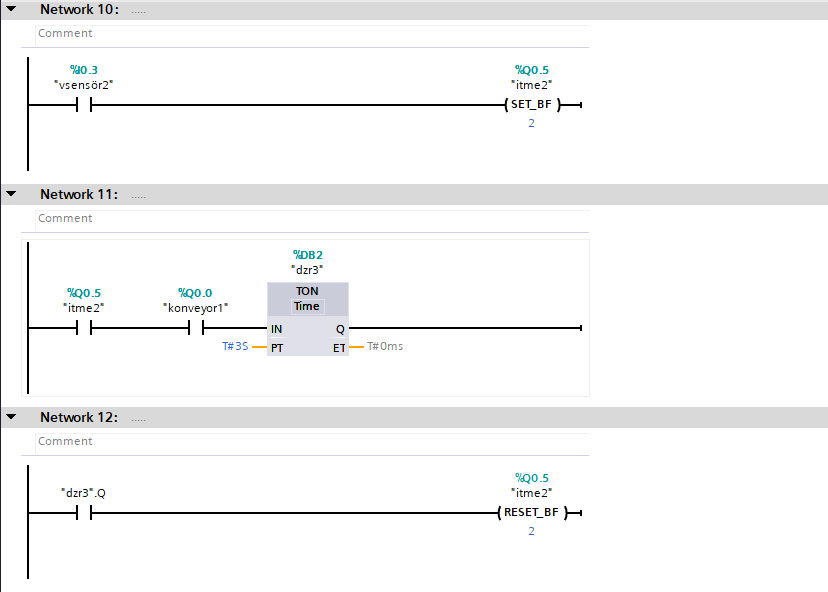 Network 10: .....
Comment
%I0.3
"vsensör2"
%Q0.5
"itme2"
SET_BF
2
Network 11: .....
Comment
%DB2
"dzr3"
TON
Time
%Q0.5
"itme2"
%Q0.0
"konveyor1"
IN Q
T#3S PT ET T#0ms
Network 12: .....
Comment
"dzr3".Q
%Q0.5
"itme2"
RESET_BF
2